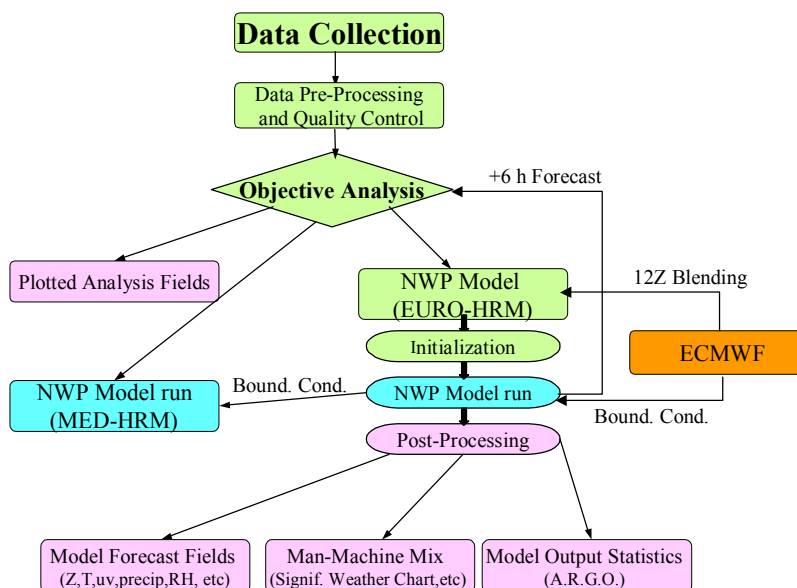 Data Collection
Data Pre-Processing
and Quality Control
Objective Analysis
+6 h Forecast
Plotted Analysis Fields
NWP Model
(EURO-HRM)
12Z Blending
Initialization
ECMWF
NWP Model run
(MED-HRM)
Bound. Cond.
NWP Model run
Bound. Cond.
Post-Processing
Model Forecast Fields
(Z,T,uv,precip,RH, etc)
Man-Machine Mix
(Signif. Weather Chart,etc)
Model Output Statistics
(A.R.G.O.)